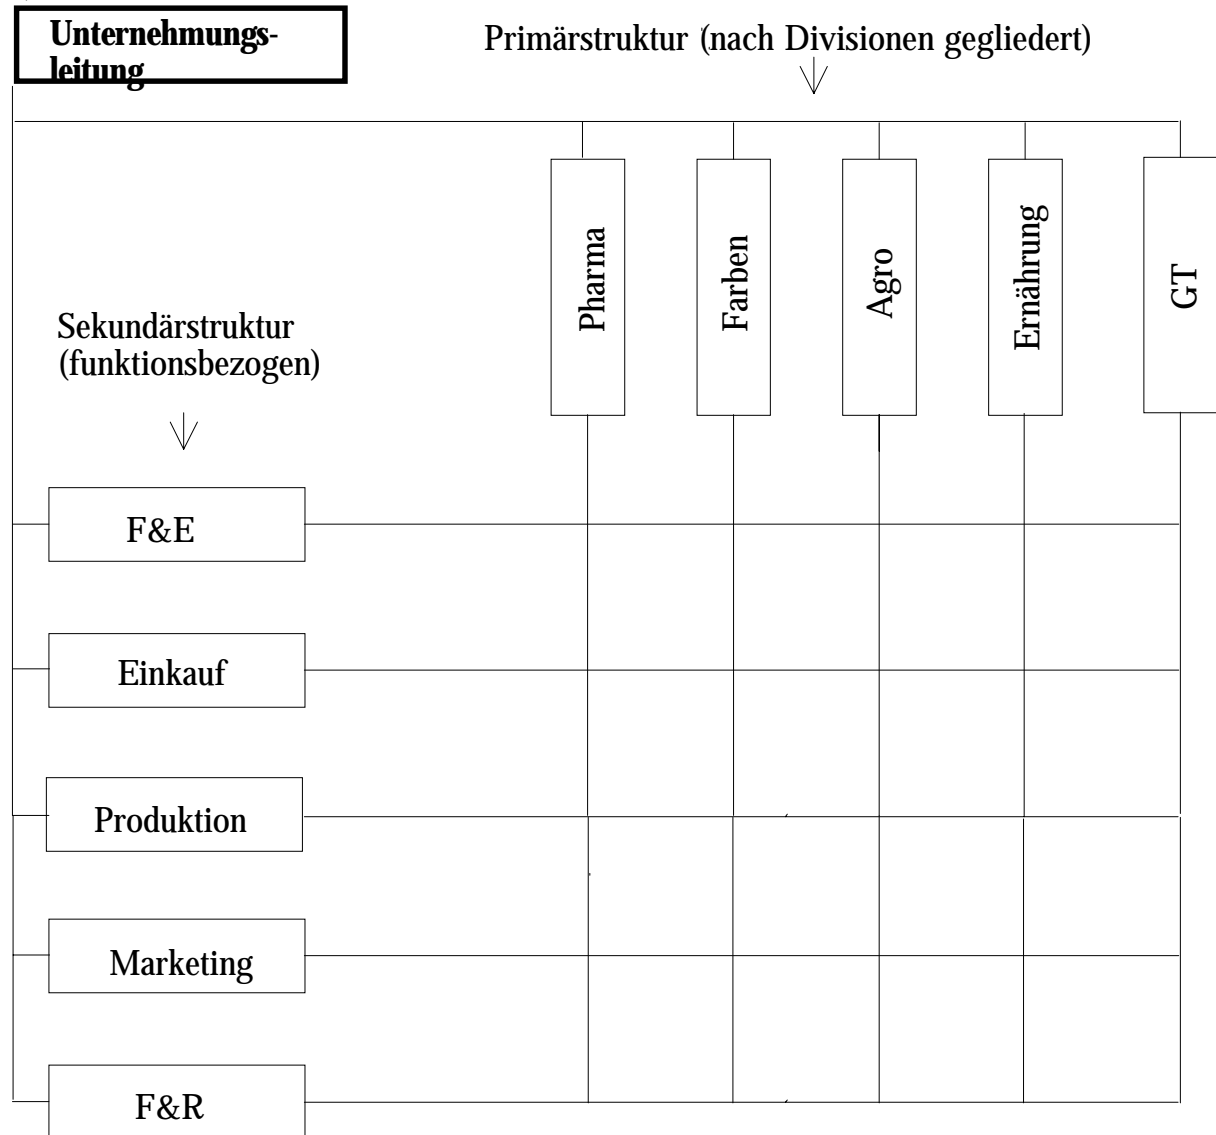 Unternehmungs-
leitung
Primärstruktur (nach Divisionen gegliedert)
Pharma
Farben
Agro
Ernährung
GT
Sekundärstruktur
(funktionsbezogen)
F&E
Einkauf
Produktion
Marketing
F&R